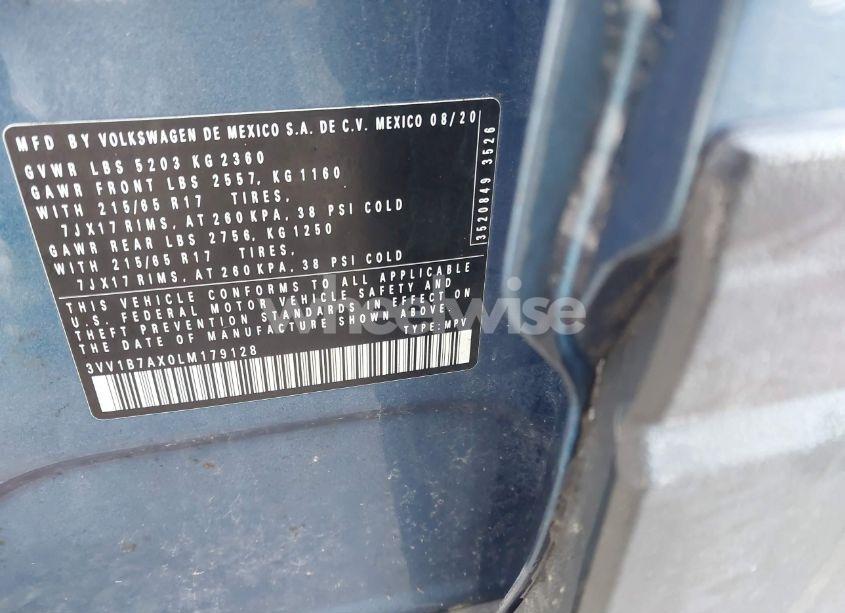 MFD BY VOLKSWAGEN DE MEXICO S.A. DE C.V. MEXICO 08/20
GVWR LBS 5203 KG 2360
GAWR FRONT LBS 2557, KG 1160
WITH 215/65 R17 TIRES,
7JX17 RIMS, AT 260 KPA, 38 PSI COLD
GAWR REAR LBS 2756, KG 1250
WITH 215/65 R17 TIRES,
7JX17 RIMS, AT 260 KPA, 38 PSI COLD
THIS VEHICLE CONFORMS TO ALL APPLICABLE
U.S. FEDERAL MOTOR VEHICLE SAFETY AND
THEFT PREVENTION STANDARDS IN EFFECT ON
THE DATE OF MANUFACTURE SHOWN ABOVE.
3VV1B7AX0LM179128 TYPE: MPV
3520849 3526
wheelwise